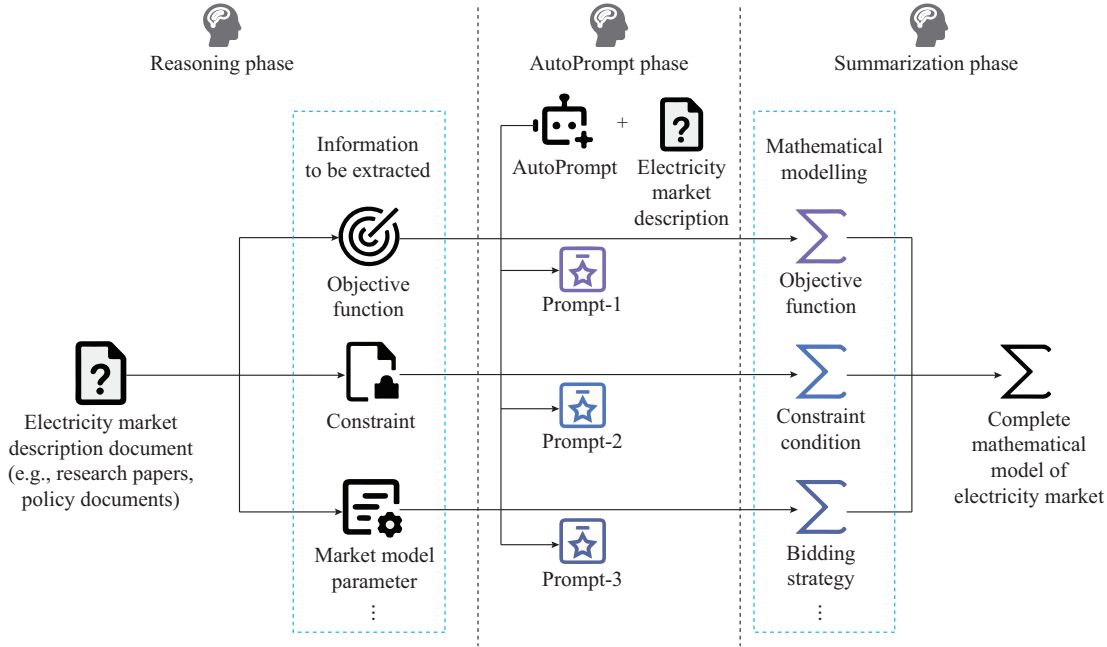 Reasoning phase
AutoPrompt phase
Summarization phase
Information
to be extracted
Objective
function
Constraint
Market model
parameter
⋮
Electricity market
description document
(e.g., research papers,
policy documents)
+
AutoPrompt
Electricity
market
description
Prompt-1
Prompt-2
Prompt-3
Mathematical
modelling
Objective
function
Constraint
condition
Bidding
strategy
⋮
Complete
mathematical
model of
electricity market